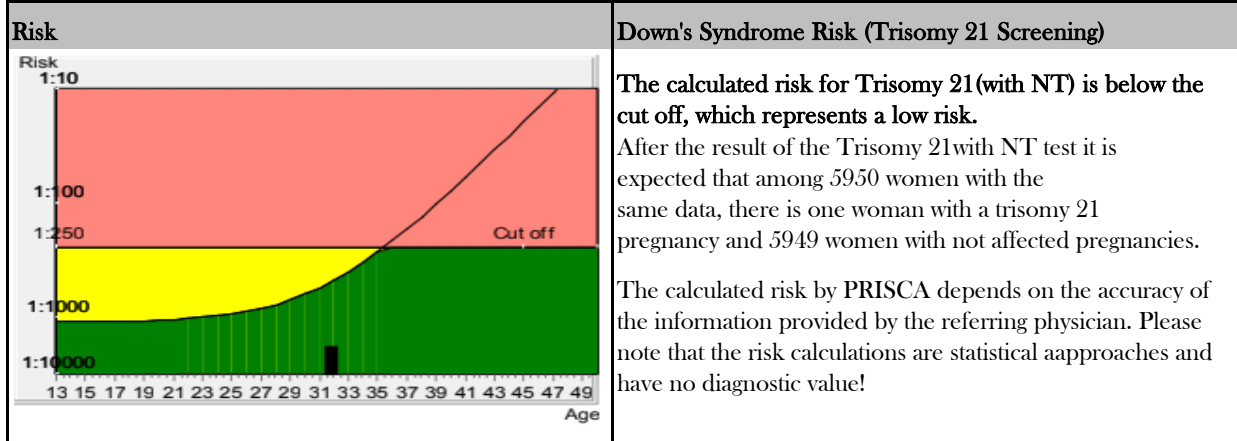 Risk
Down's Syndrome Risk (Trisomy 21 Screening)
Risk
1:10
1:100
1:250
Cut off
1:1000
1:10000
13 15 17 19 21 23 25 27 29 31 33 35 37 39 41 43 45 47 49
Age
The calculated risk for Trisomy 21(with NT) is below the
cut off, which represents a low risk.
After the result of the Trisomy 21with NT test it is
expected that among 5950 women with the
same data, there is one woman with a trisomy 21
pregnancy and 5949 women with not affected pregnancies.
The calculated risk by PRISCA depends on the accuracy of
the information provided by the referring physician. Please
note that the risk calculations are statistical aapproaches and
have no diagnostic value!